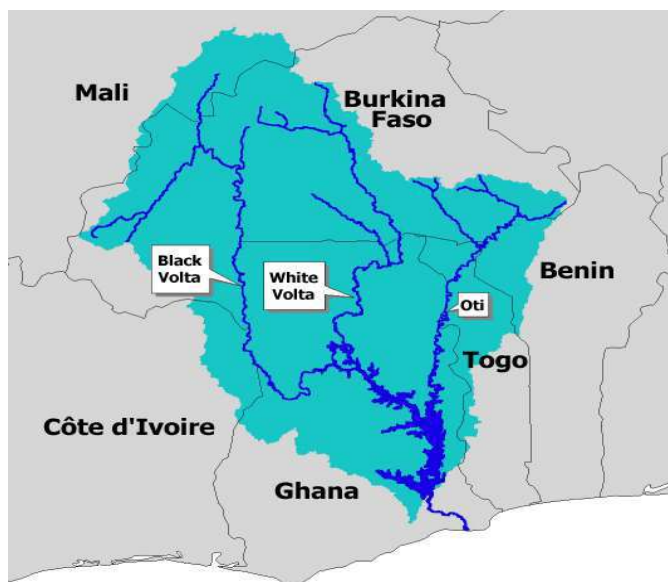 Mali
Burkina
Faso
Black
Volta
White
Volta
Benin
Oti
Togo
Côte d'Ivoire
Ghana